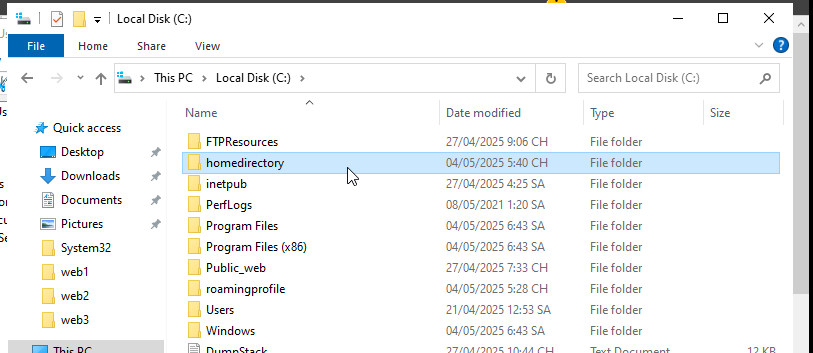 Local Disk (C:)
File Home Share View
This PC Local Disk (C:) Search Local Disk (C:)
Name Date modified Type Size
Quick access
Desktop
Downloads
Documents
Pictures
System32
web1
web2
web3
This PC
FTPResources 27/04/2025 9:06 CH File folder
homedirectory 04/05/2025 5:40 CH File folder
inetpub 27/04/2025 4:25 SA File folder
PerfLogs 08/05/2021 1:20 SA File folder
Program Files 04/05/2025 6:43 SA File folder
Program Files (x86) 04/05/2025 6:43 SA File folder
Public_web 27/04/2025 7:33 CH File folder
roamingprofile 04/05/2025 5:28 CH File folder
Users 21/04/2025 12:53 SA File folder
Windows 04/05/2025 6:43 SA File folder
DumpStack 27/04/2025 10:44 CH Text Document 12 KB